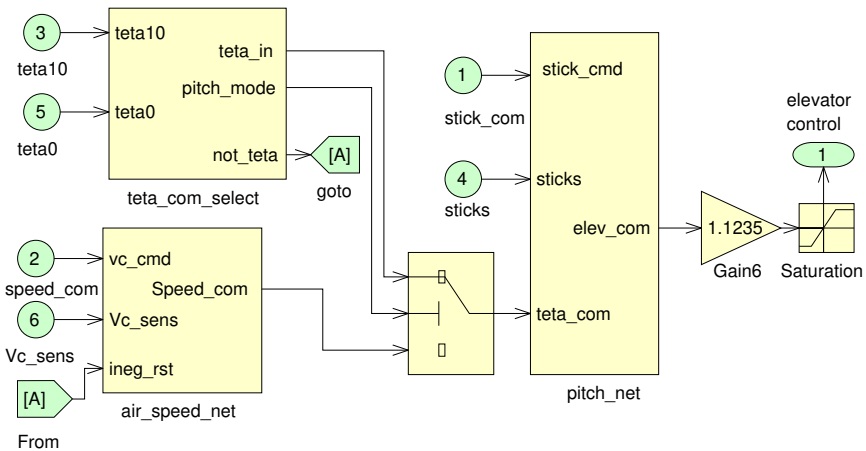 3
teta10
teta10
teta_in
pitch_mode
5
teta0
teta0
not_teta
[A]
goto
teta_com_select
1
stick_cmd
stick_com
4
sticks
sticks
elev_com
teta_com
pitch_net
elevator
control
1
1.1235
Gain6
Saturation
2
vc_cmd
speed_com
Speed_com
6
Vc_sens
Vc_sens
ineg_rst
[A]
From
air_speed_net